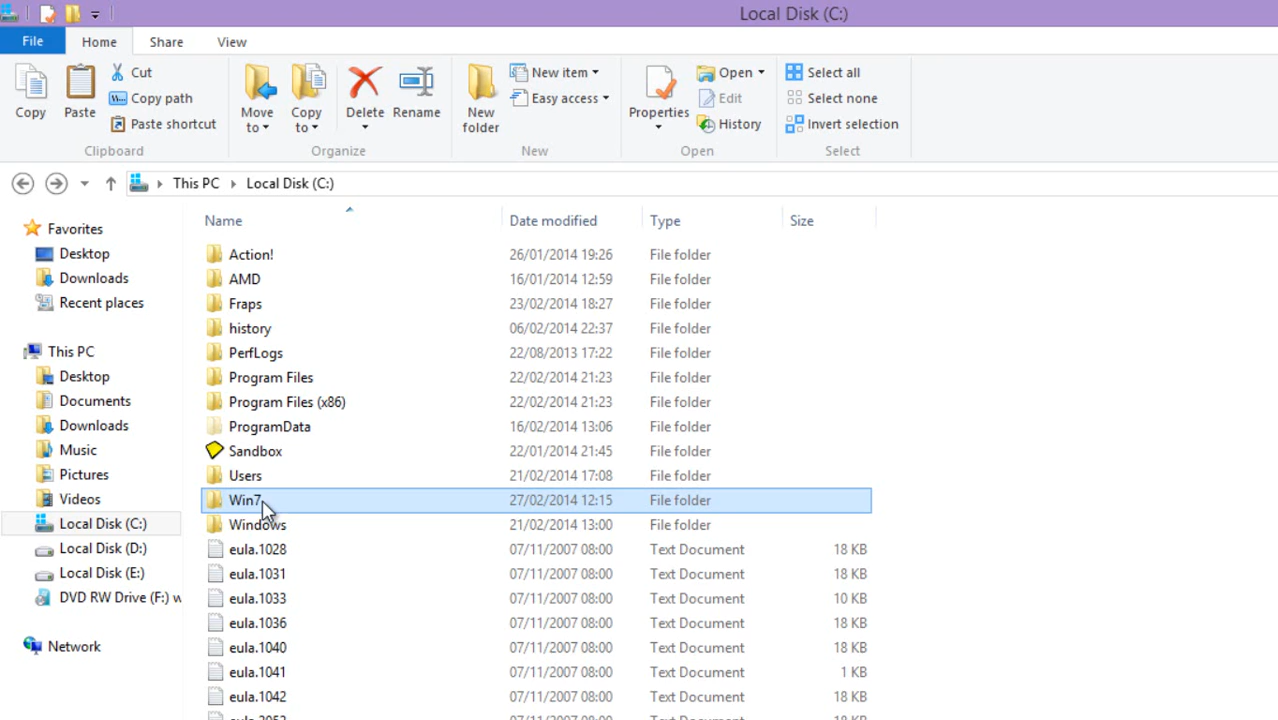 Local Disk (C:)
File Home Share View
Copy
Paste
Cut
Copy path
Paste shortcut
Clipboard
Move to
Copy to
Delete
Rename
Organize
New folder
New item
Easy access
New
Properties
Open
Edit
History
Open
Select all
Select none
Invert selection
Select
This PC Local Disk (C:)
Favorites
Desktop
Downloads
Recent places
This PC
Desktop
Documents
Downloads
Music
Pictures
Videos
Local Disk (C:)
Local Disk (D:)
Local Disk (E:)
DVD RW Drive (F:) w
Network
Name Date modified Type Size
Action! 26/01/2014 19:26 File folder
AMD 16/01/2014 12:59 File folder
Fraps 23/02/2014 18:27 File folder
history 06/02/2014 22:37 File folder
PerfLogs 22/08/2013 17:22 File folder
Program Files 22/02/2014 21:23 File folder
Program Files (x86) 22/02/2014 21:23 File folder
ProgramData 16/02/2014 13:06 File folder
Sandbox 22/01/2014 21:45 File folder
Users 21/02/2014 17:08 File folder
Win7 27/02/2014 12:15 File folder
Windows 21/02/2014 13:00 File folder
eula.1028 07/11/2007 08:00 Text Document 18 KB
eula.1031 07/11/2007 08:00 Text Document 18 KB
eula.1033 07/11/2007 08:00 Text Document 10 KB
eula.1036 07/11/2007 08:00 Text Document 18 KB
eula.1040 07/11/2007 08:00 Text Document 18 KB
eula.1041 07/11/2007 08:00 Text Document 1 KB
eula.1042 07/11/2007 08:00 Text Document 18 KB